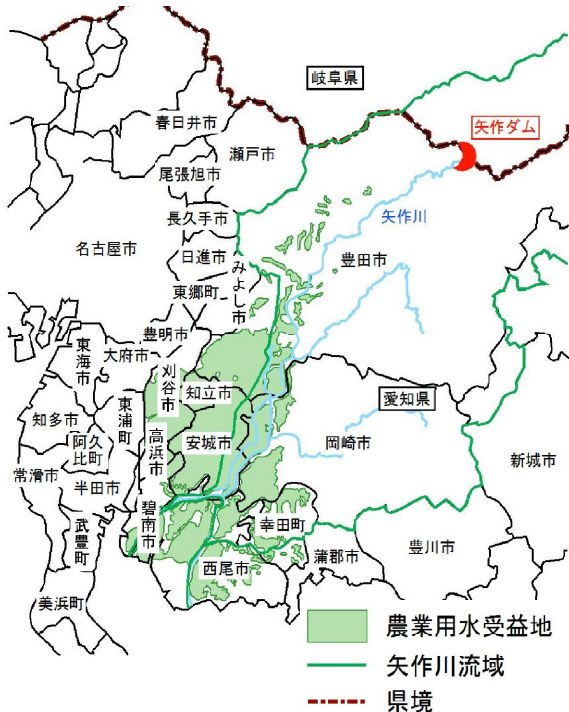 岐阜県
矢作ダム
春日井市
瀬戸市
尾張旭市
矢作川
長久手市
名古屋市
豊田市
日進市
みよし市
東郷町
豊明市
東海市
大府市
刈谷市
知立市
愛知県
知多市
東浦町
阿久比町
高浜市
安城市
岡崎市
常滑市
半田市
新城市
武豊町
碧南市
幸田町
西尾市
蒲郡市
豊川市
美浜町
農業用水受益地
矢作川流域
県境